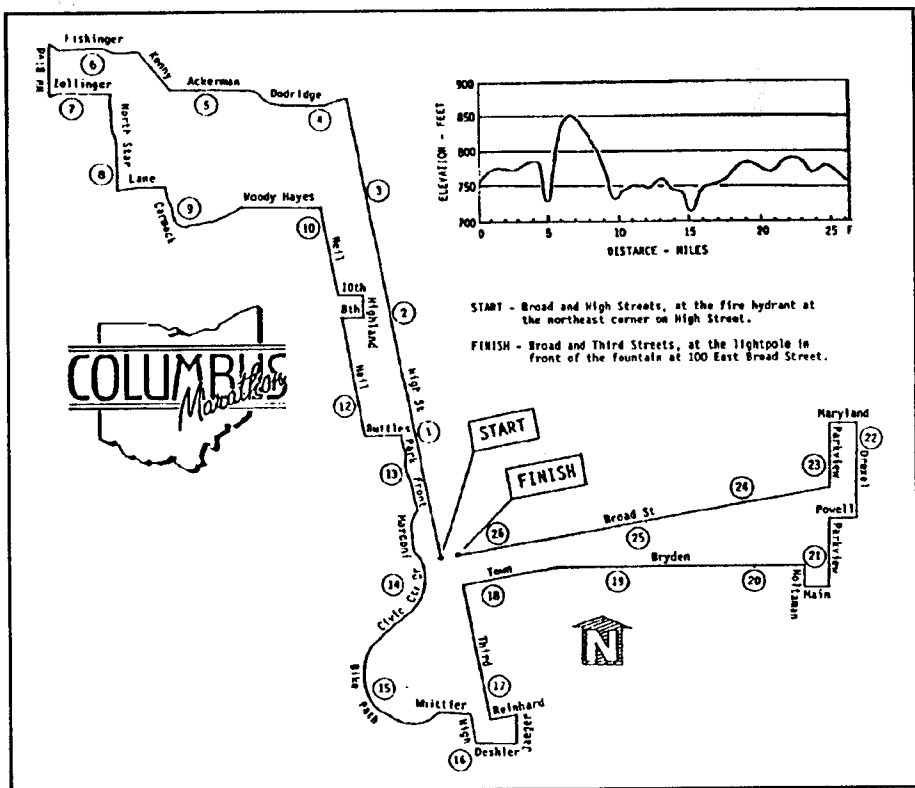 Fishinger
NW Blvd
6
Kenny
Zollinger
7
Ackerman
5
Dodridge
4
North Star
8
Lane
Carmack
9
Woody Hayes
10
3
Neil
10th
8th
Highland
2
High St
Neil
12
Buttles
1
Park
Front
13
Marconi
14
Civic Ctr Dr
Bike
Path
15
Whittier
High
16
Deshler
Jaeger
Reinhard
17
Third
Town
18
Bryden
19
20
Holtzman
Main
21
Parkview
Powell
Drexel
22
Maryland
Parkview
23
24
Broad St
25
26
START
FINISH
N
COLUMBUS
Marathon
ELEVATION - FEET
900
850
800
750
700
0
5
10
15
20
25
F
DISTANCE - MILES
START - Broad and High Streets, at the fire hydrant at
the northeast corner on High Street.
FINISH - Broad and Third Streets, at the lightpole in
front of the fountain at 100 East Broad Street.